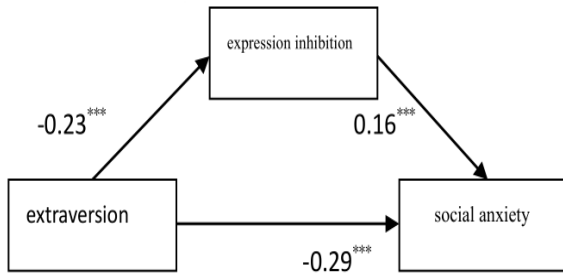 expression inhibition
-0.23***
0.16***
extraversion
social anxiety
-0.29***